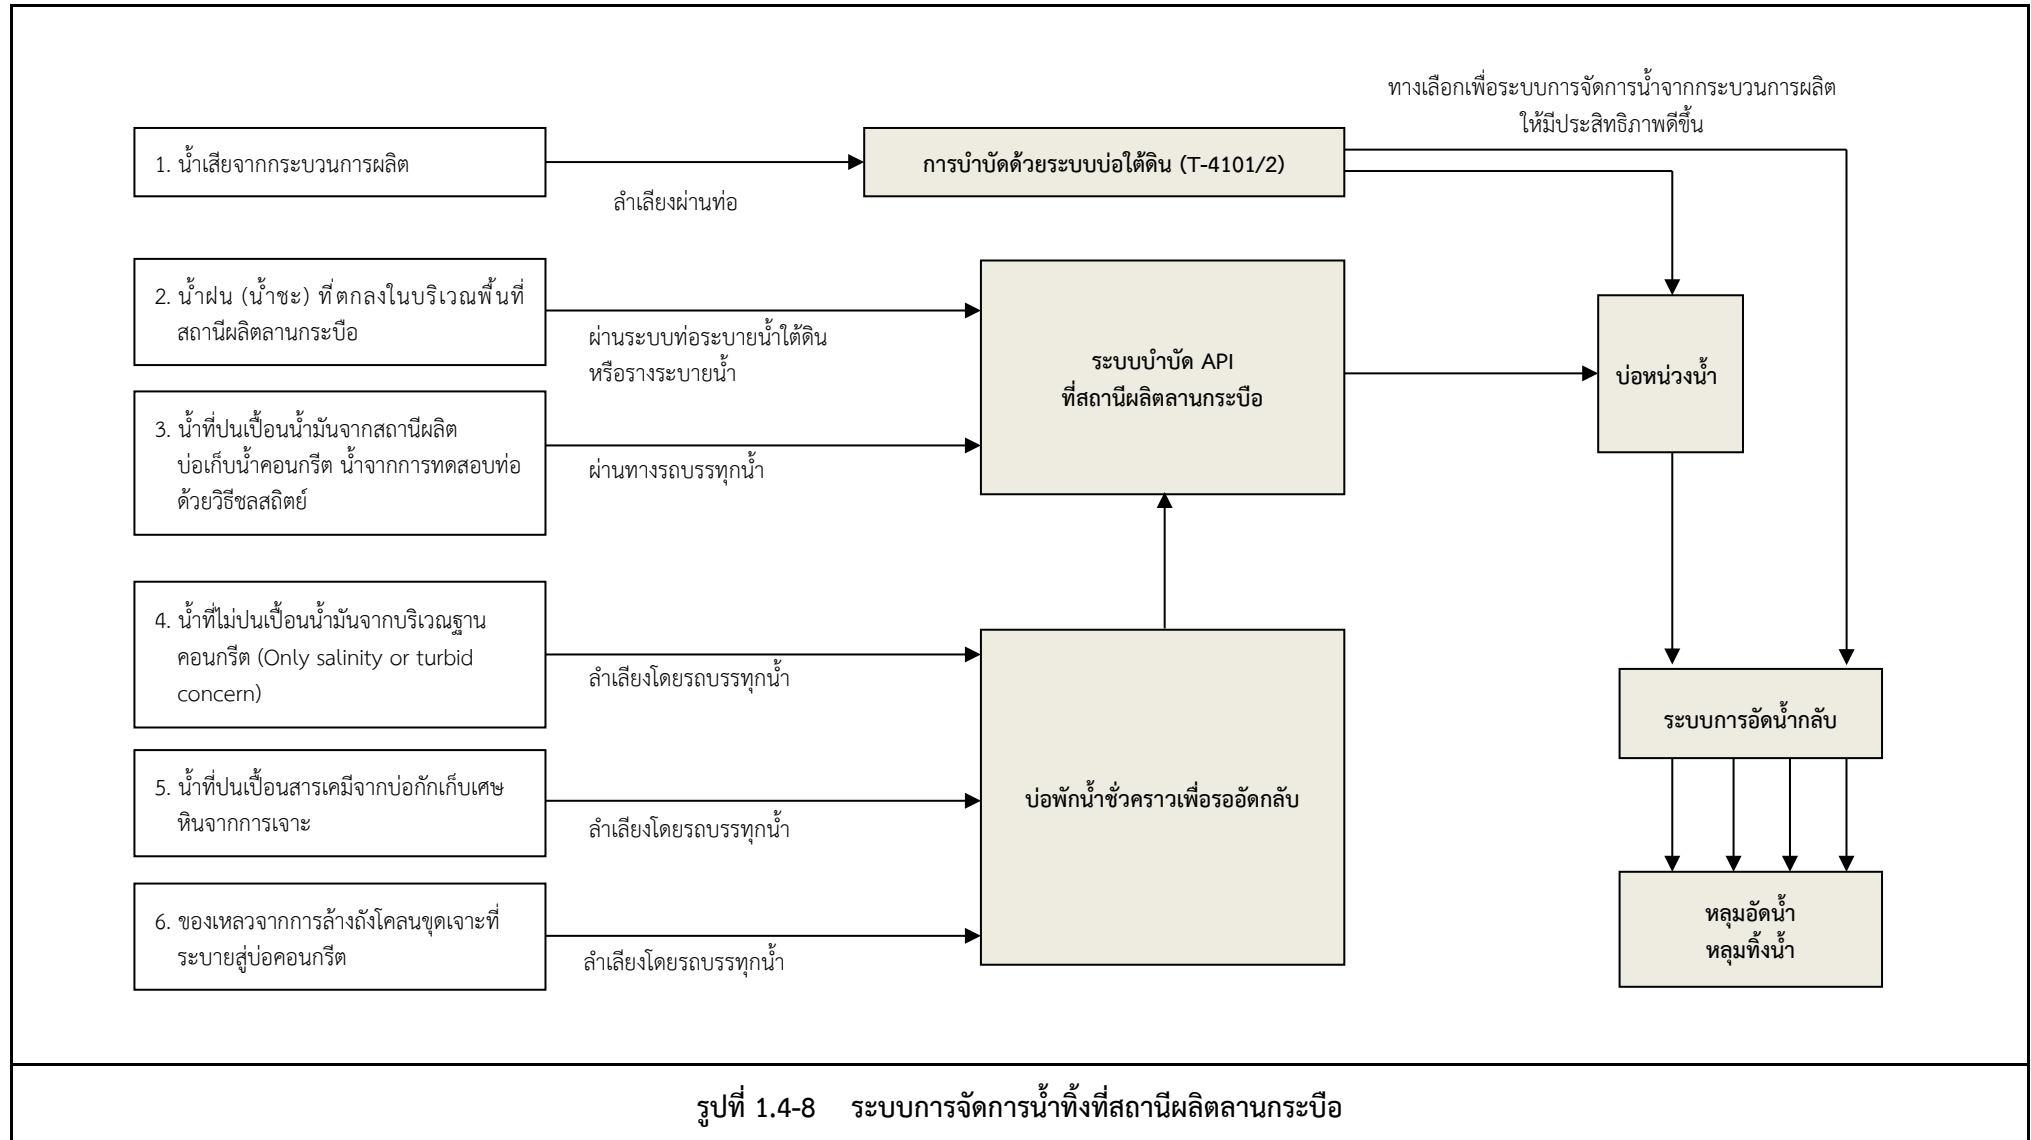 ทางเลือกเพื่อระบบการจัดการน้ำจากกระบวนการผลิต
ให้มีประสิทธิภาพดีขึ้น
1. น้ำเสียจากกระบวนการผลิต
ลำเลียงผ่านท่อ
การบำบัดด้วยระบบบ่อใต้ดิน (T-4101/2)
2. น้ำฝน (น้ำชะ) ที่ตกลงในบริเวณพื้นที่
สถานีผลิตลานกระบือ
ผ่านระบบท่อระบายน้ำใต้ดิน
หรือรางระบายน้ำ
3. น้ำที่ปนเปื้อนน้ำมันจากสถานีผลิต
บ่อเก็บน้ำคอนกรีต น้ำจากการทดสอบท่อ
ด้วยวิธีชลสถิตย์
ผ่านทางรถบรรทุกน้ำ
ระบบบำบัด API
ที่สถานีผลิตลานกระบือ
บ่อหน่วงน้ำ
4. น้ำที่ไม่ปนเปื้อนน้ำมันจากบริเวณฐาน
คอนกรีต (Only salinity or turbid
concern)
ลำเลียงโดยรถบรรทุกน้ำ
5. น้ำที่ปนเปื้อนสารเคมีจากบ่อกักเก็บเศษ
หินจากการเจาะ
ลำเลียงโดยรถบรรทุกน้ำ
6. ของเหลวจากการล้างถังโคลนขุดเจาะที่
ระบายสู่บ่อคอนกรีต
ลำเลียงโดยรถบรรทุกน้ำ
บ่อพักน้ำชั่วคราวเพื่อรออัดกลับ
ระบบการอัดน้ำกลับ
หลุมอัดน้ำ
หลุมทิ้งน้ำ
รูปที่ 1.4-8 ระบบการจัดการน้ำทิ้งที่สถานีผลิตลานกระบือ